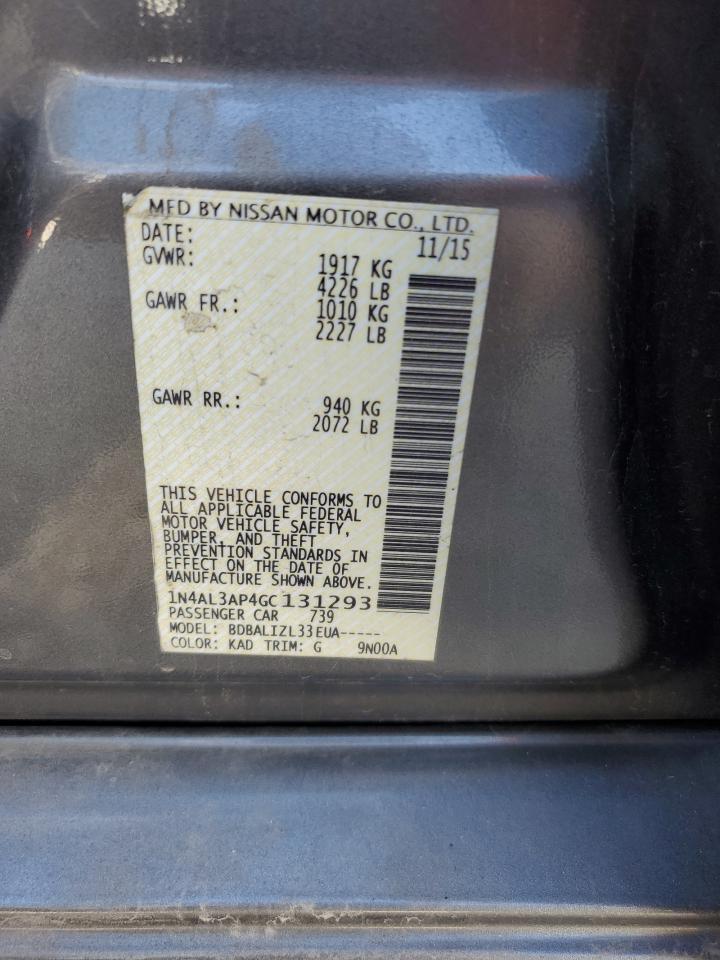 MFD BY NISSAN MOTOR CO., LTD.
DATE: 11/15
GVWR: 1917 KG
4226 LB
GAWR FR.: 1010 KG
2227 LB
GAWR RR.: 940 KG
2072 LB
THIS VEHICLE CONFORMS TO
ALL APPLICABLE FEDERAL
MOTOR VEHICLE SAFETY,
BUMPER, AND THEFT
PREVENTION STANDARDS IN
EFFECT ON THE DATE OF
MANUFACTURE SHOWN ABOVE.
1N4AL3AP4GC131293
PASSENGER CAR 739
MODEL: BDBALIZL33EUA-----
COLOR: KAD TRIM: G 9N00A